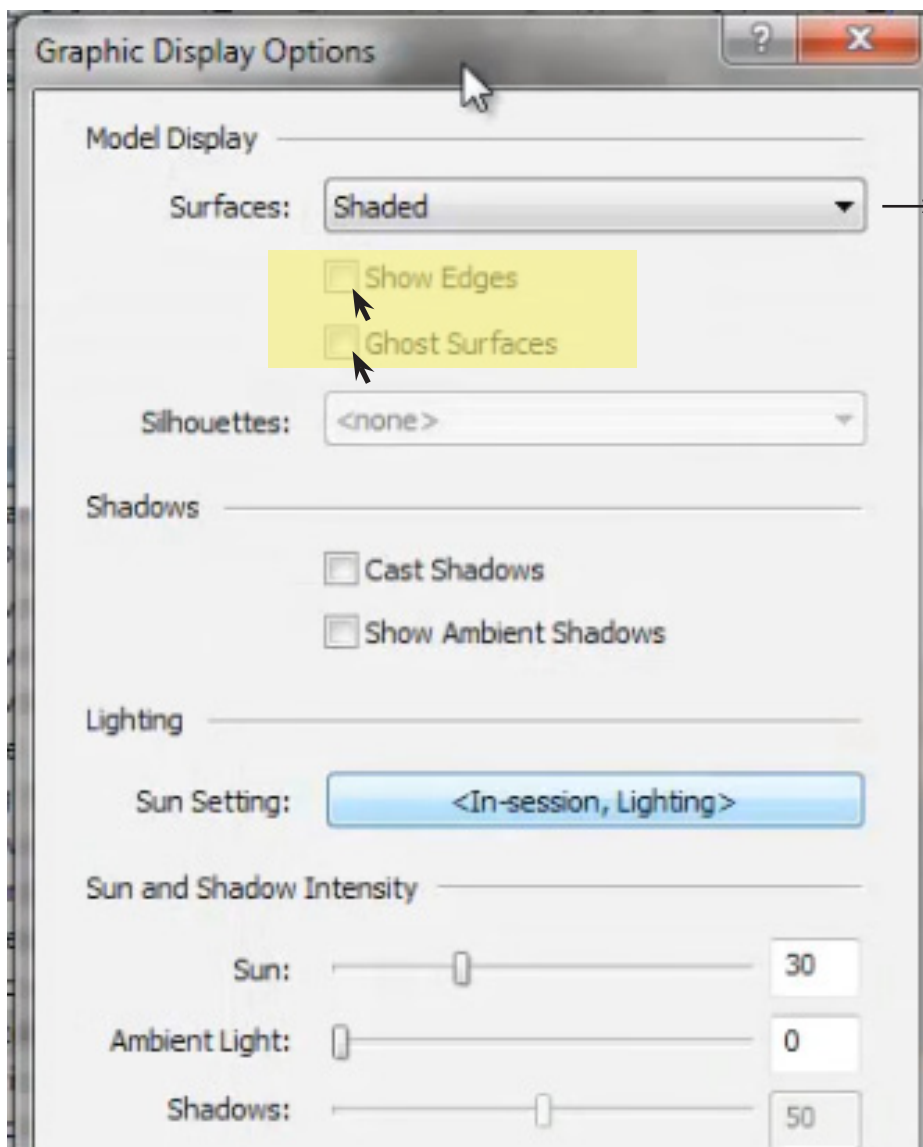 Graphic Display Options ?
Model Display
Surfaces: Shaded
Show Edges
Ghost Surfaces
Silhouettes: <none>
Shadows
Cast Shadows
Show Ambient Shadows
Lighting
Sun Setting: <In-session, Lighting>
Sun and Shadow Intensity
Sun: 30
Ambient Light: 0
Shadows: 50